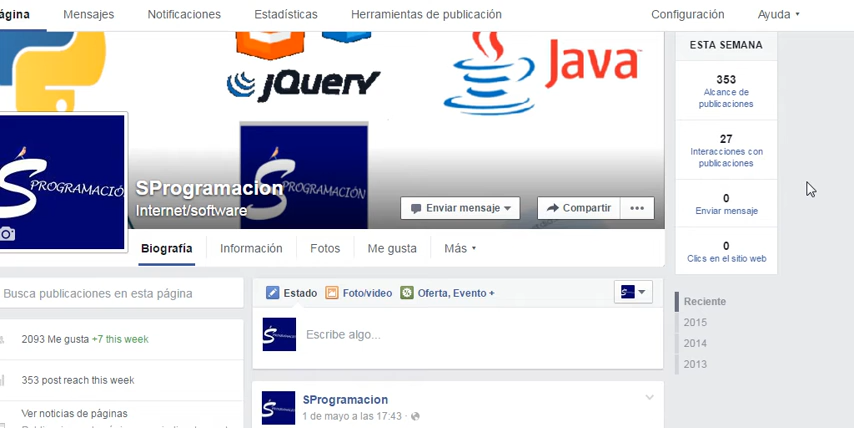 Mensajes Notificaciones Estadísticas Herramientas de publicación Configuración Ayuda
jQuery
Java
SPROGRAMACIÓN
SPROGRAMACIÓN
SProgramacion
Internet/software
Enviar mensaje Compartir
Biografía Información Fotos Me gusta Más
ESTA SEMANA
353
Alcance de
publicaciones
27
Interacciones con
publicaciones
0
Enviar mensaje
0
Clics en el sitio web
Reciente
2015
2014
2013
Busca publicaciones en esta página
2093 Me gusta +7 this week
353 post reach this week
Ver noticias de páginas
Estado Foto/video Oferta, Evento +
Escribe algo...
SProgramacion
1 de mayo a las 17:43 ·